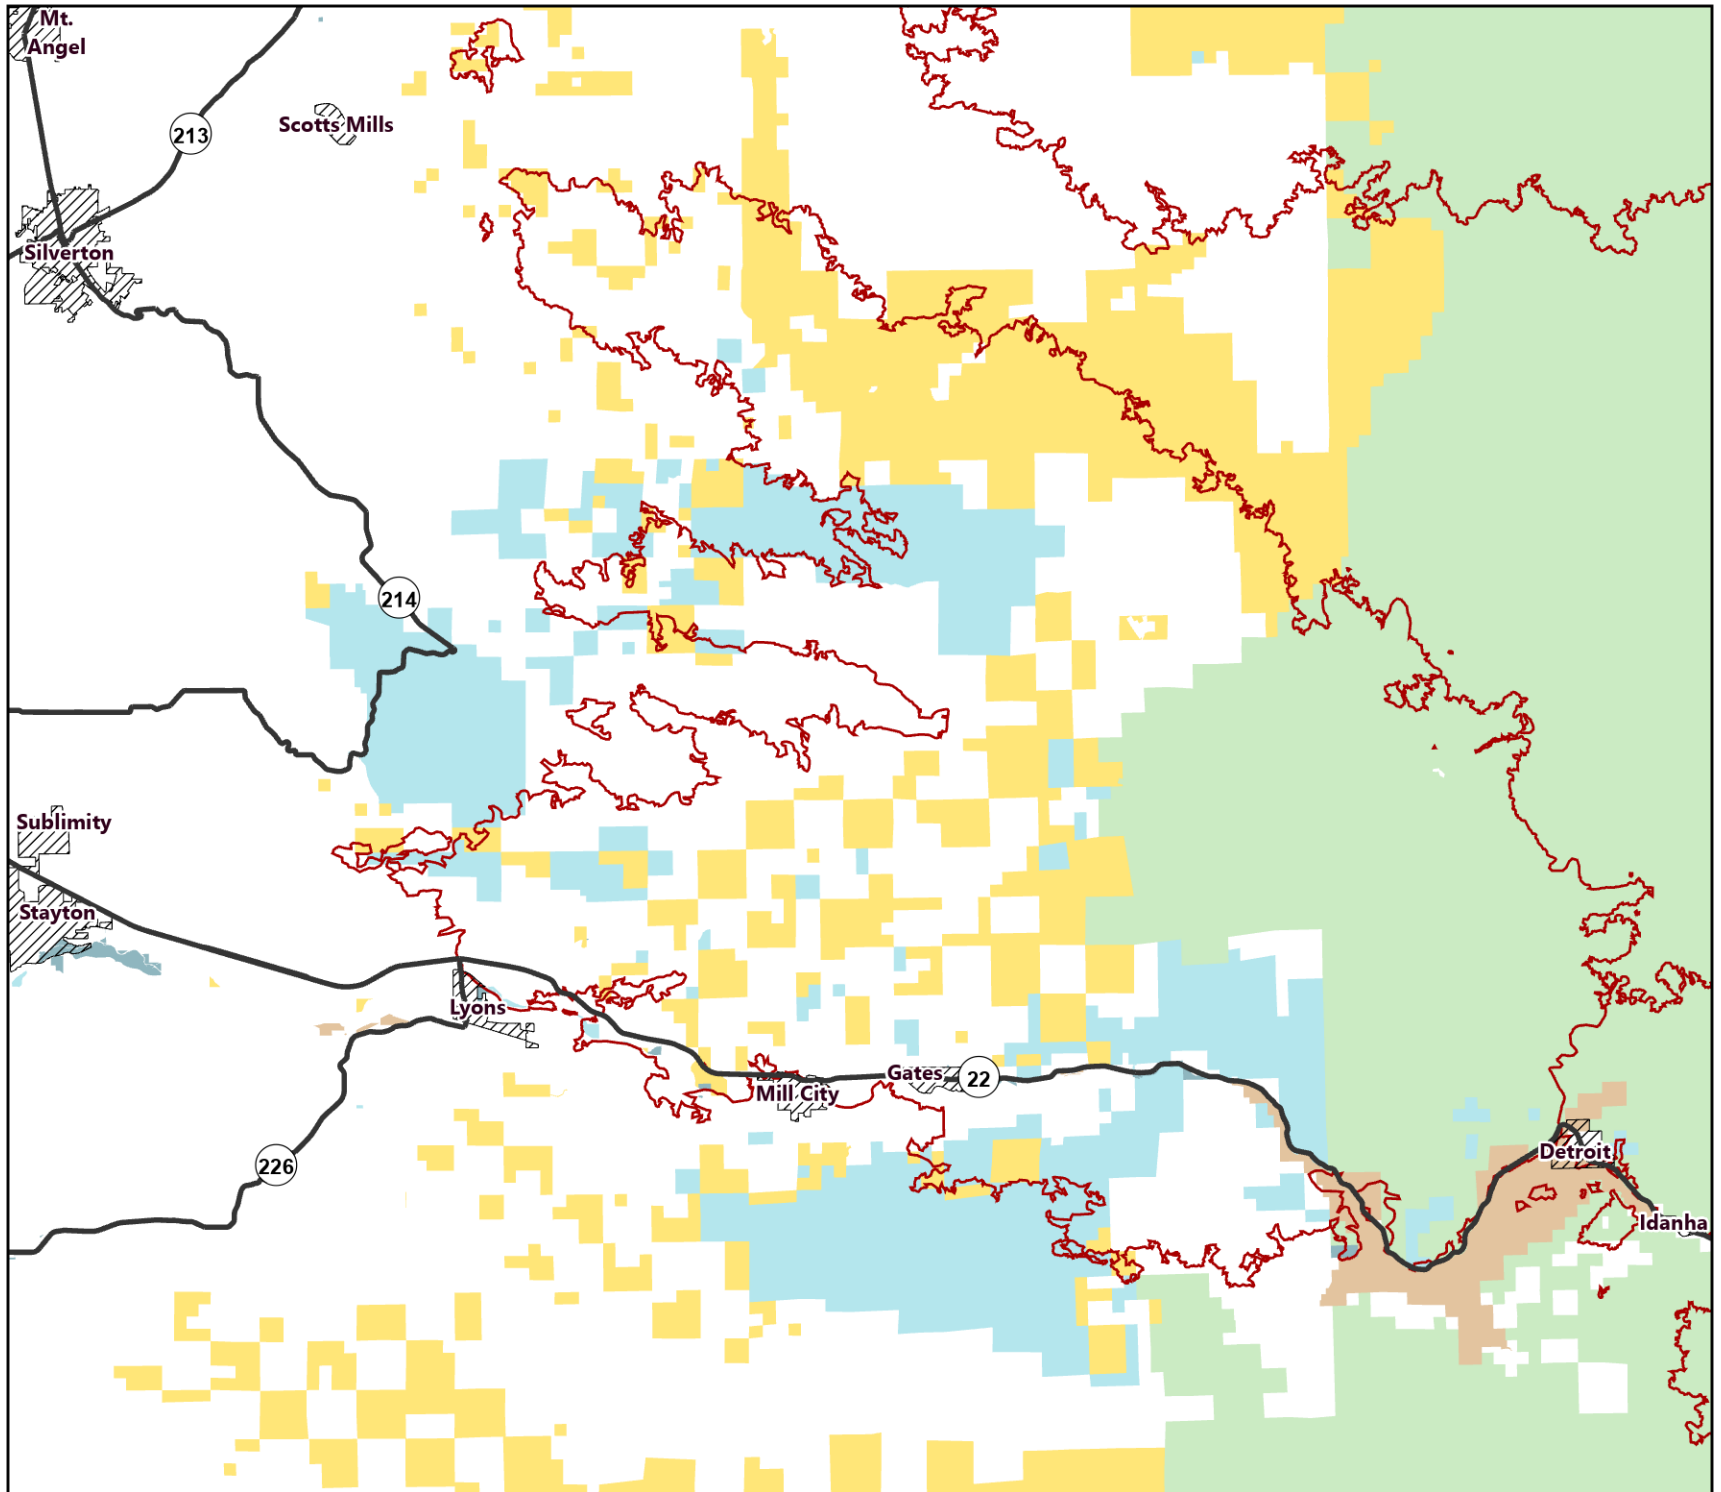 Mt.
Angel
213
Scotts Mills
Silverton
214
Sublimity
Stayton
Lyons
Gates
22
Mill City
226
Detroit
Idanha